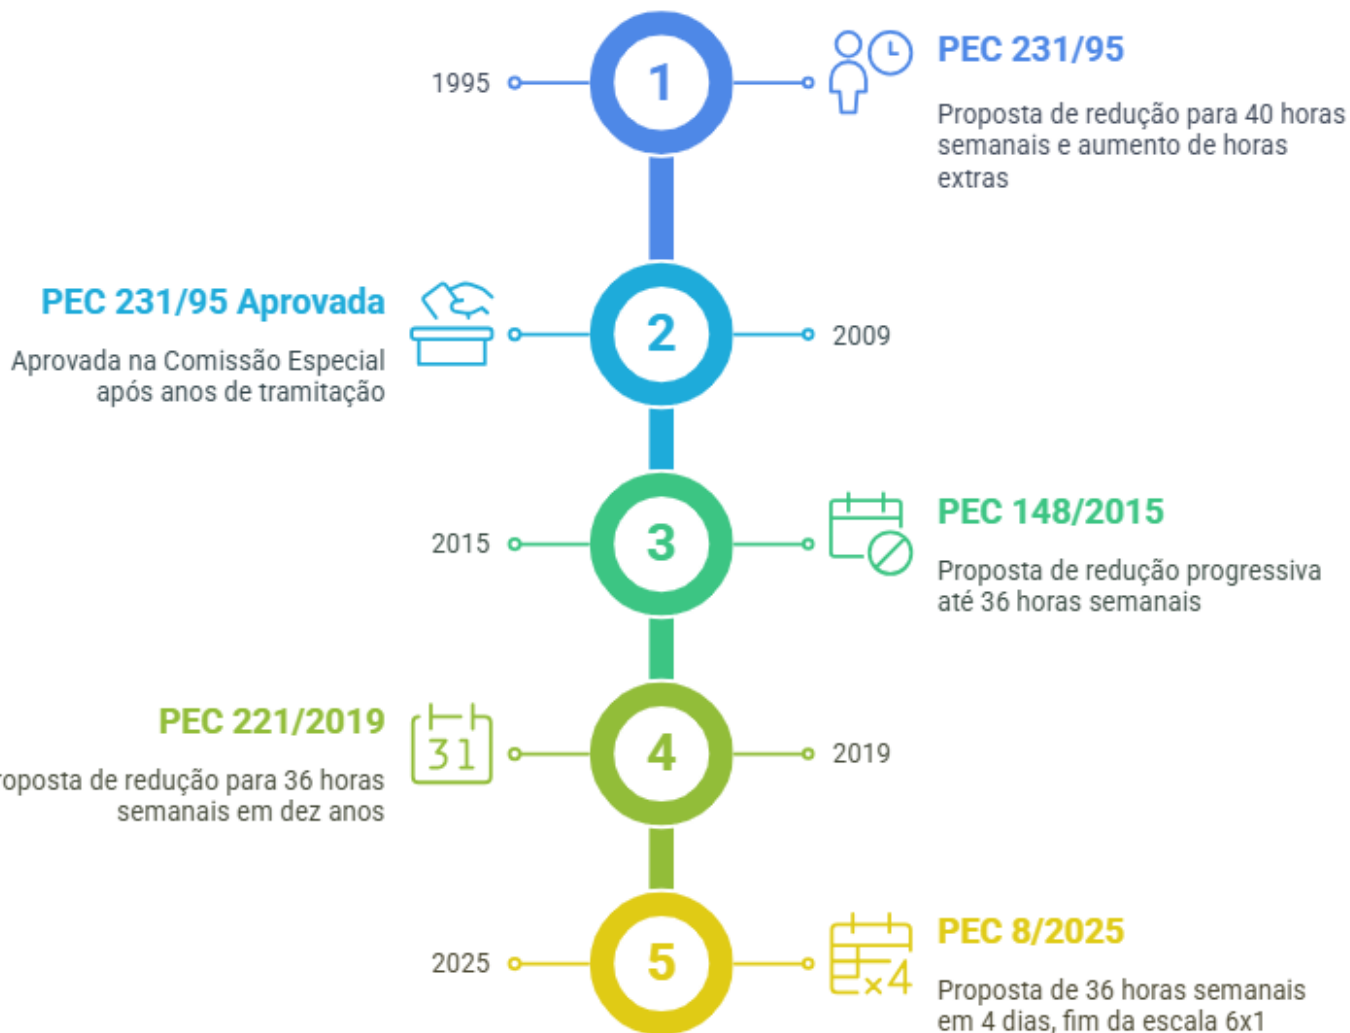 1995
1
PEC 231/95
Proposta de redução para 40 horas
semanais e aumento de horas
extras
PEC 231/95 Aprovada
Aprovada na Comissão Especial
após anos de tramitação
2
2009
2015
3
PEC 148/2015
Proposta de redução progressiva
até 36 horas semanais
PEC 221/2019
roposta de redução para 36 horas
semanais em dez anos
31
4
2019
2025
5
×4
PEC 8/2025
Proposta de 36 horas semanais
em 4 dias, fim da escala 6x1